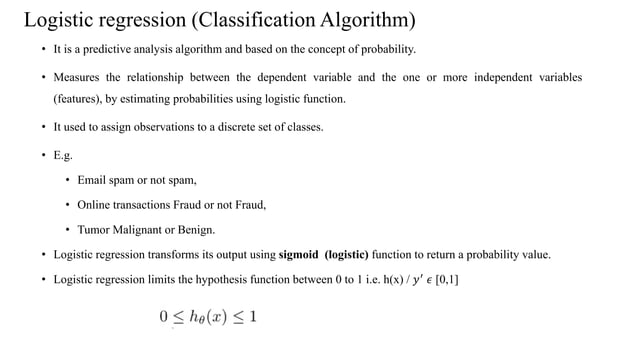 Logistic regression (Classification Algorithm)
• It is a predictive analysis algorithm and based on the concept of probability.
• Measures the relationship between the dependent variable and the one or more independent variables
(features), by estimating probabilities using logistic function.
• It used to assign observations to a discrete set of classes.
• E.g.
• Email spam or not spam,
• Online transactions Fraud or not Fraud,
• Tumor Malignant or Benign.
• Logistic regression transforms its output using sigmoid (logistic) function to return a probability value.
• Logistic regression limits the hypothesis function between 0 to 1 i.e. h(x) / y′ ϵ [0,1]
0 ≤ hθ(x) ≤ 1